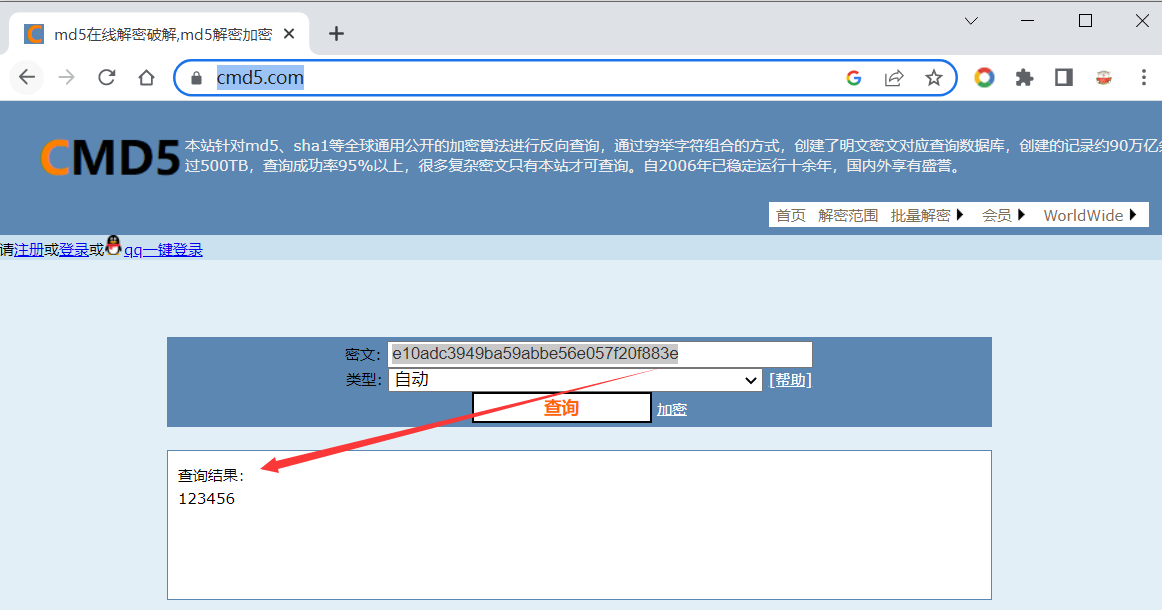 md5在线解密破解,md5解密加密
cmd5.com
CMD5
本站针对md5、sha1等全球通用公开的加密算法进行反向查询，通过穷举字符组合的方式，创建了明文密文对应查询数据库，创建的记录约90万亿
过500TB，查询成功率95%以上，很多复杂密文只有本站才可查询。自2006年已稳定运行十余年，国内外享有盛誉。
首页 解密范围 批量解密 会员 WorldWide
请注册或登录或qq一键登录
密文: e10adc3949ba59abbe56e057f20f883e
类型: 自动 [帮助]
查询 加密
查询结果:
123456